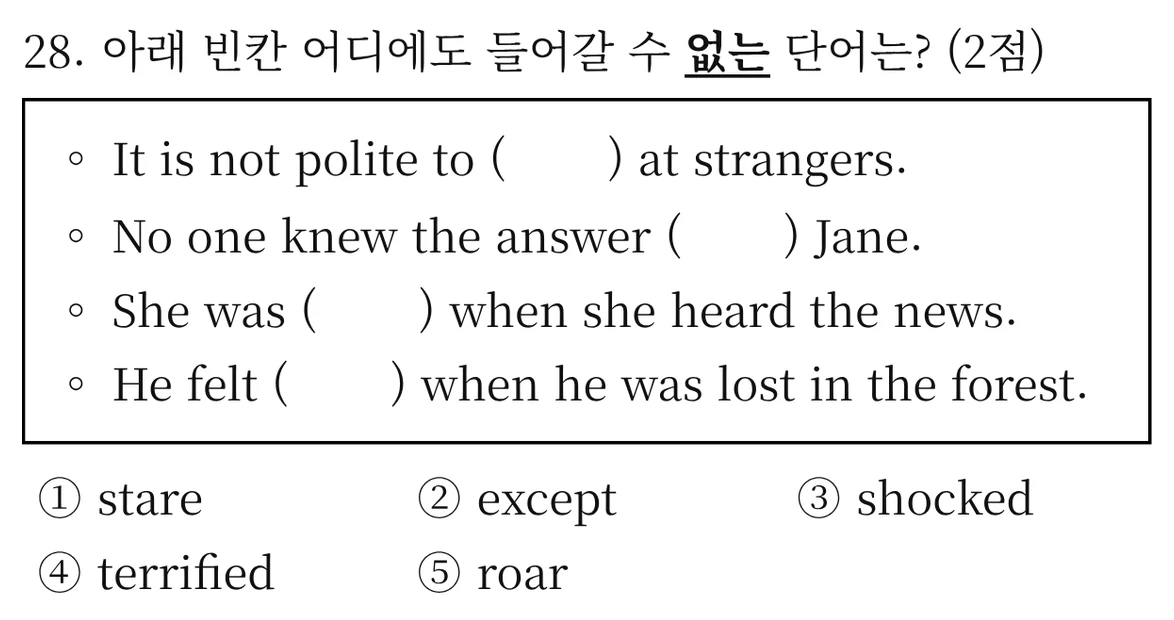 28. 아래 빈칸 어디에도 들어갈 수 없는 단어는? (2점)
◦ It is not polite to (     ) at strangers.
◦ No one knew the answer (     ) Jane.
◦ She was (     ) when she heard the news.
◦ He felt (     ) when he was lost in the forest.
① stare ② except ③ shocked
④ terrified ⑤ roar